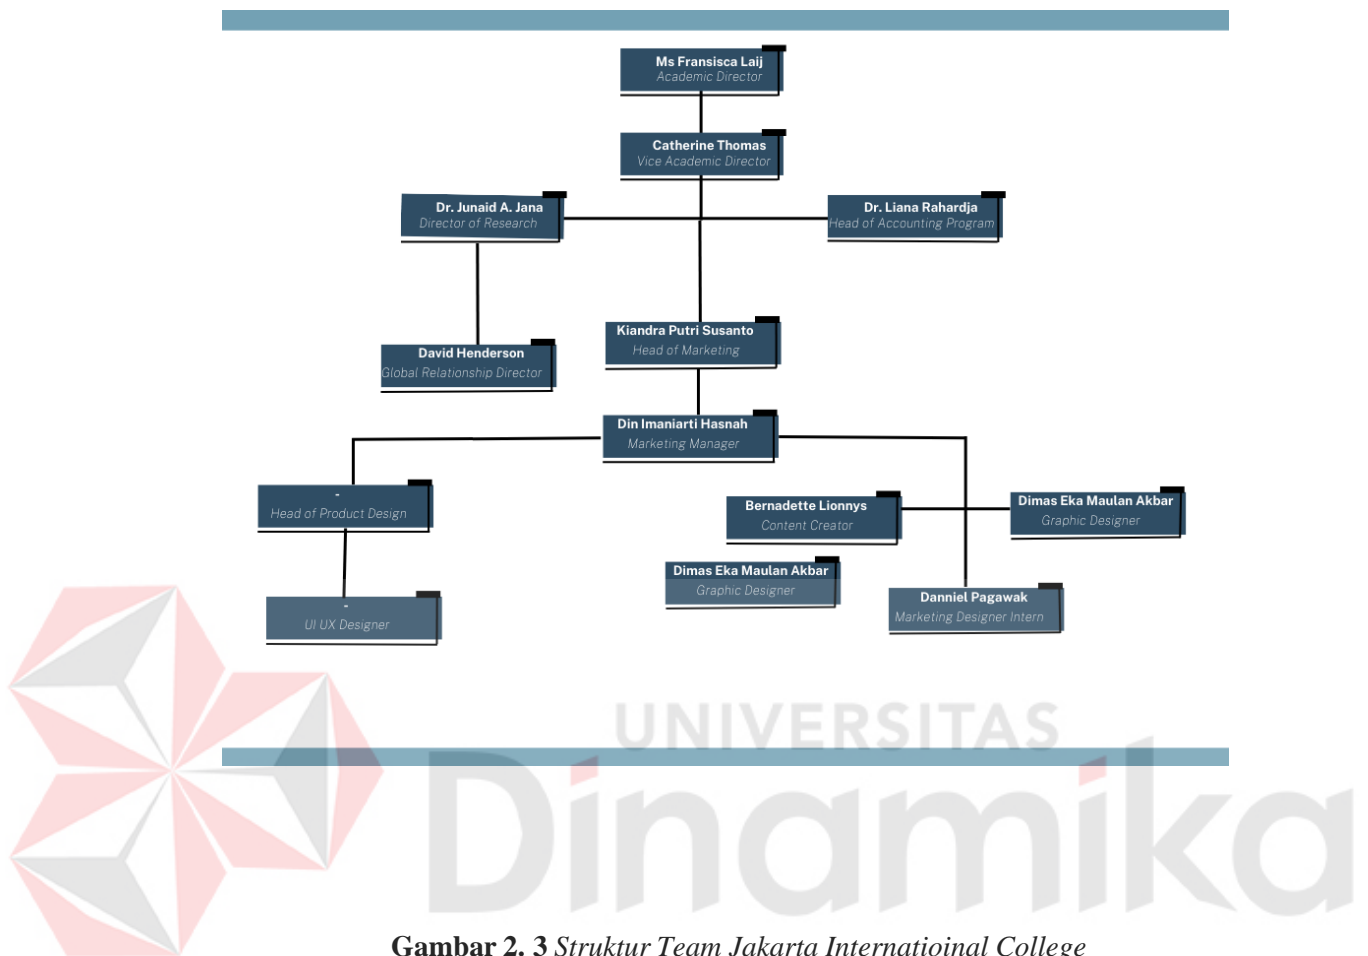 Ms Fransisca Laij
Academic Director
Catherine Thomas
Vice Academic Director
Dr. Junaid A. Jana
Director of Research
Dr. Liana Rahardja
Head of Accounting Program
Kiandra Putri Susanto
Head of Marketing
David Henderson
Global Relationship Director
Din Imaniarti Hasnah
Marketing Manager
-
Head of Product Design
Bernadette Lionnys
Content Creator
Dimas Eka Maulan Akbar
Graphic Designer
Dimas Eka Maulan Akbar
Graphic Designer
Danniel Pagawak
Marketing Designer Intern
-
UI UX Designer
UNIVERSITAS
Dinamika
Gambar 2. 3 Struktur Team Jakarta Internatioinal College